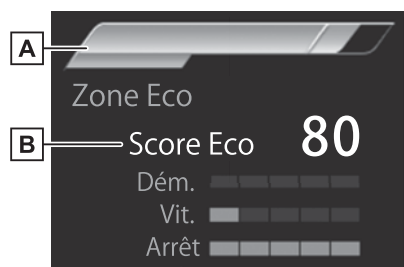 A
Zone Eco
B
Score Eco 80
Dém.
Vit.
Arrêt